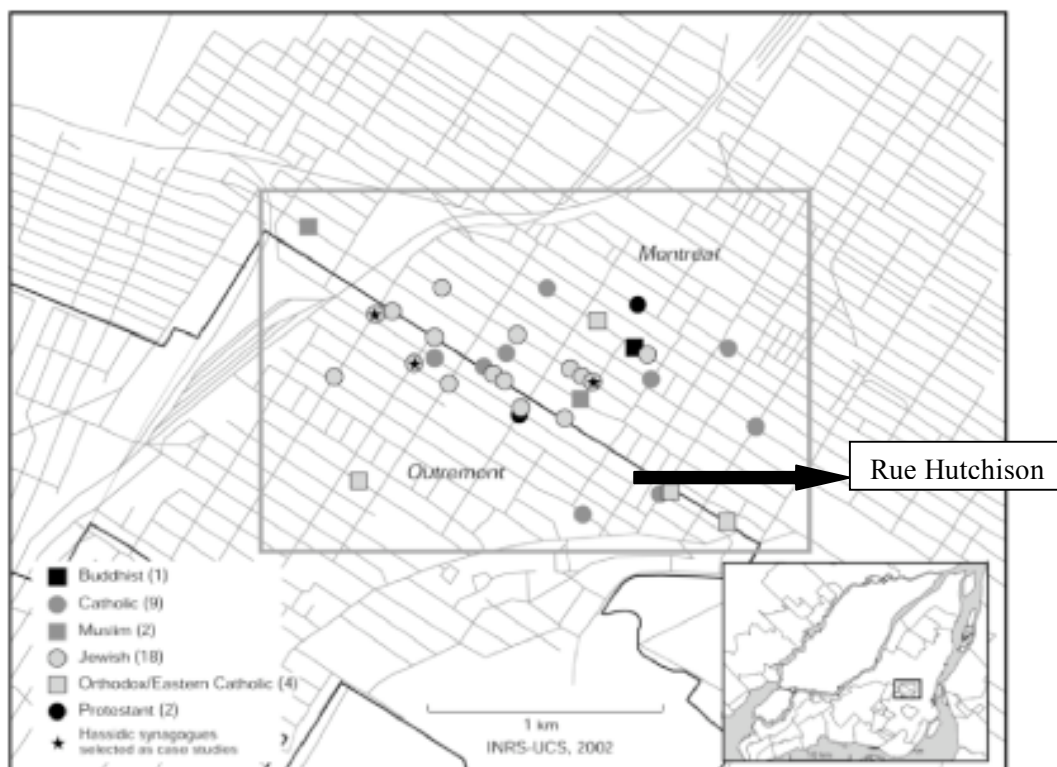 Montréal
Outremont
Rue Hutchison
Buddhist (1)
Catholic (9)
Muslim (2)
Jewish (18)
Orthodox/Eastern Catholic (4)
Protestant (2)
Hassidic synagogues
selected as case studies
1 km
INRS-UCS, 2002